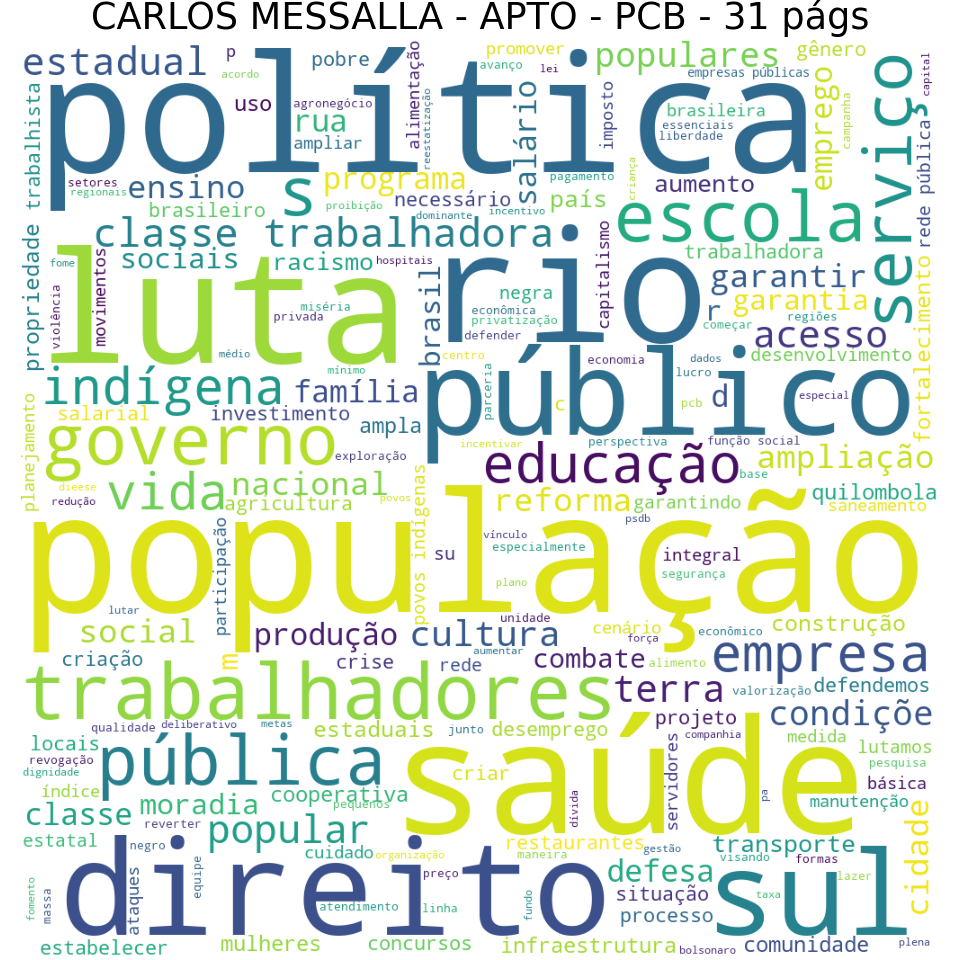 CARLOS MESSALLA - APTO - PCB - 31 págs
estadual
p
pobre
alimentação
promover
avanço
lei
populares
gênero
capital
acordo
política
empresas públicas
serviço
uso
agronegócio
reestatização
salário
imposto
brasileira
emprego
campanha
rua
ampliar
essenciais
liberdade
propriedade trabalhista
setores
regionais
ensino
s
programa
necessário
pagamento
país
criança
aumento
rede pública
brasileiro
proibição
dominante
incentivo
escola
classe trabalhadora
sociais
racismo
hospitais
capitalismo
trabalhadora
fome
movimentos
violência
luta
rio
negra
garantir
fortalecimento
miséria
privada
brasil
econômica
privatização
defender
r
garantia
regiões
começar
acesso
médio
mínimo
centro
economia
dados
desenvolvimento
indígena
família
público
parceria
lucro
d
especial
planejamento
salarial
investimento
c
pcb
governo
ampla
exploração
incentivar
perspectiva
função social
educação
ampliação
base
dieese
redução
vida
nacional
agricultura
povos
povos indígenas
reforma
garantindo
quilombola
saneamento
psdb
população
participação
su
vínculo
especialmente
integral
segurança
plano
lutar
social
produção
cultura
unidade
cenário
força
econômico
construção
criação
m
crise
rede
aumentar
combate
alimento
empresa
trabalhadores
terra
valorização
defendemos
qualidade
deliberativo
metas
estaduais
junto
desemprego
projeto
companhia
condiçõe
locais
revogação
dignidade
pública
saúde
servidores
medida
lutamos
pesquisa
índice
criar
básica
classe
moradia
cooperativa
pequenos
dívida
pa
manutenção
estatal
reverter
popular
restaurantes
transporte
cidade
negro
cuidado
organização
maneira
gestão
visando
formas
direito
preço
defesa
sul
lazer
fomento
massa
ataques
equipe
atendimento
linha
fundo
situação
taxa
processo
estabelecer
mulheres
concursos
infraestrutura
bolsonaro
comunidade
plena